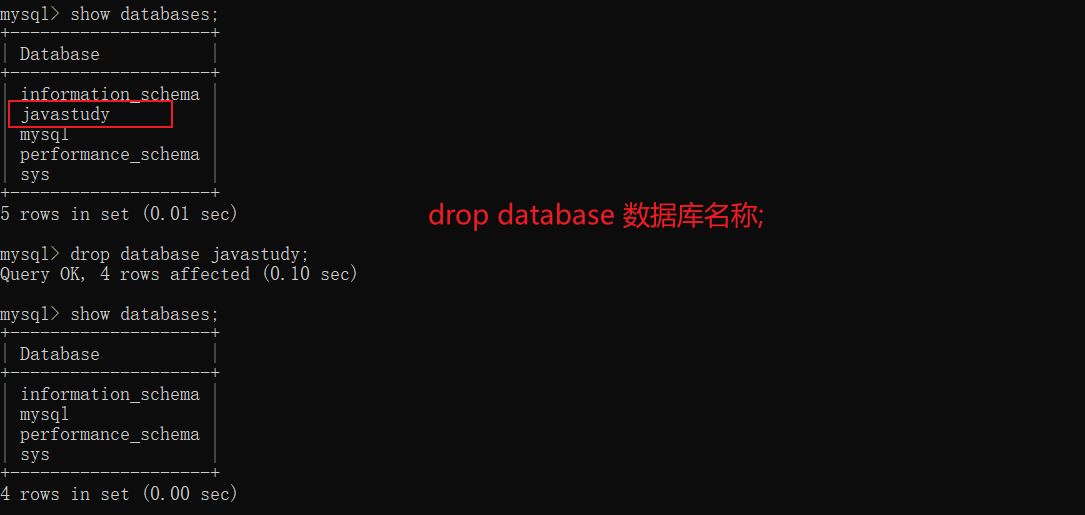 mysql> show databases;
+--------------------+
| Database           |
+--------------------+
| information_schema |
| javastudy          |
| mysql              |
| performance_schema |
| sys                |
+--------------------+
5 rows in set (0.01 sec)
drop database 数据库名称;
mysql> drop database javastudy;
Query OK, 4 rows affected (0.10 sec)
mysql> show databases;
+--------------------+
| Database           |
+--------------------+
| information_schema |
| mysql              |
| performance_schema |
| sys                |
+--------------------+
4 rows in set (0.00 sec)